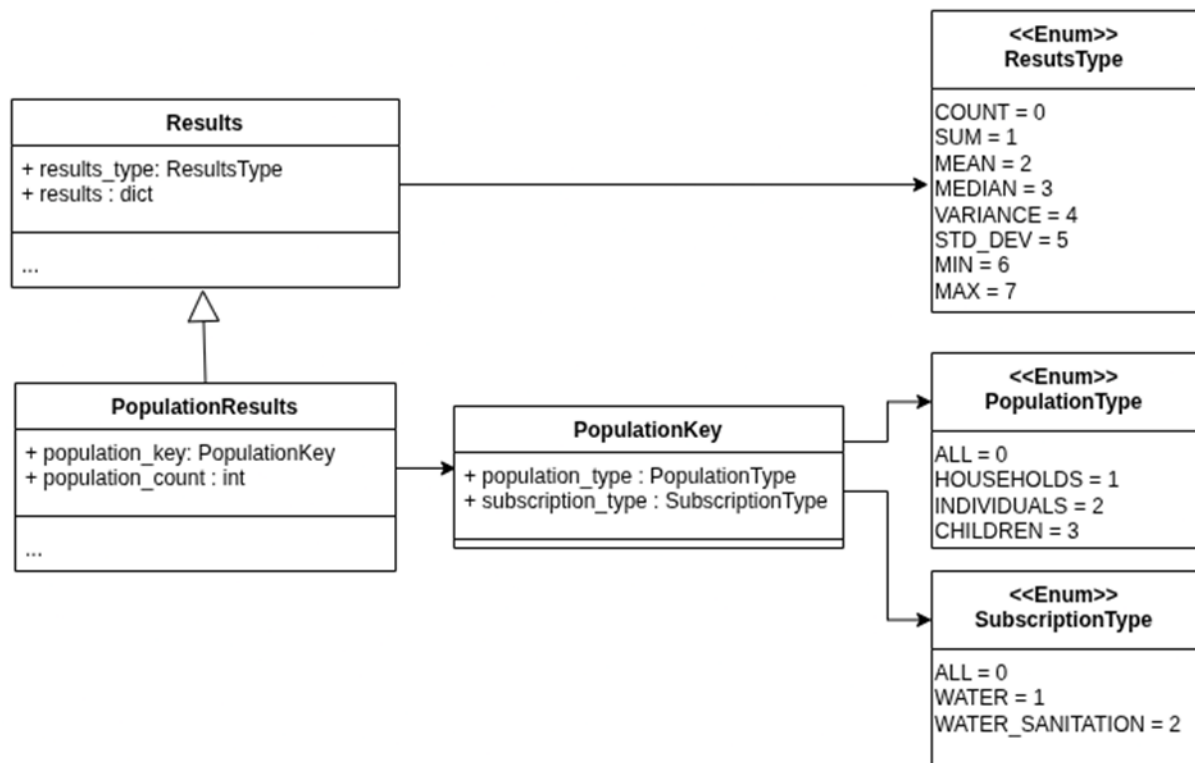 <<Enum>>
ResutsType
COUNT = 0
SUM = 1
MEAN = 2
MEDIAN = 3
VARIANCE = 4
STD_DEV = 5
MIN = 6
MAX = 7
Results
+ results_type: ResultsType
+ results : dict
...
PopulationResults
+ population_key: PopulationKey
+ population_count : int
...
PopulationKey
+ population_type : PopulationType
+ subscription_type : SubscriptionType
<<Enum>>
PopulationType
ALL = 0
HOUSEHOLDS = 1
INDIVIDUALS = 2
CHILDREN = 3
<<Enum>>
SubscriptionType
ALL = 0
WATER = 1
WATER_SANITATION = 2